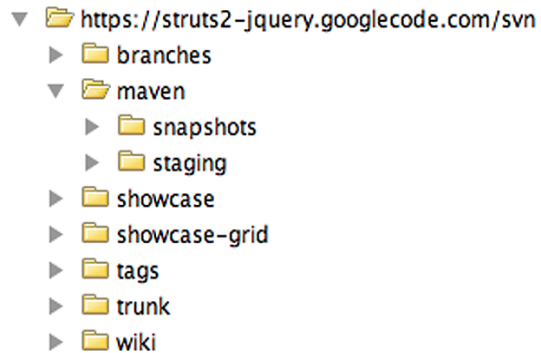 https://struts2-jquery.googlecode.com/svn
branches
maven
snapshots
staging
showcase
showcase-grid
tags
trunk
wiki